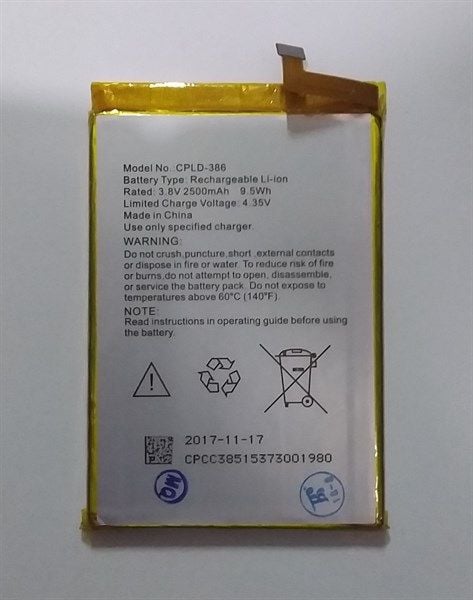 Model No. CPLD-386
Battery Type: Rechargeable Li-ion
Rated: 3.8V 2500mAh 9.5Wh
Limited Charge Voltage: 4.35V
Made in China
Use only specified charger.
WARNING:
Do not crush,puncture,short ,external contacts
or dispose in fire or water. To reduce risk of fire
or burns,do not attempt to open, disassemble,
or service the battery pack. Do not expose to
temperatures above 60°C (140°F).
NOTE:
Read instructions in operating guide before using
the battery.
2017-11-17
CPCC38515373001980